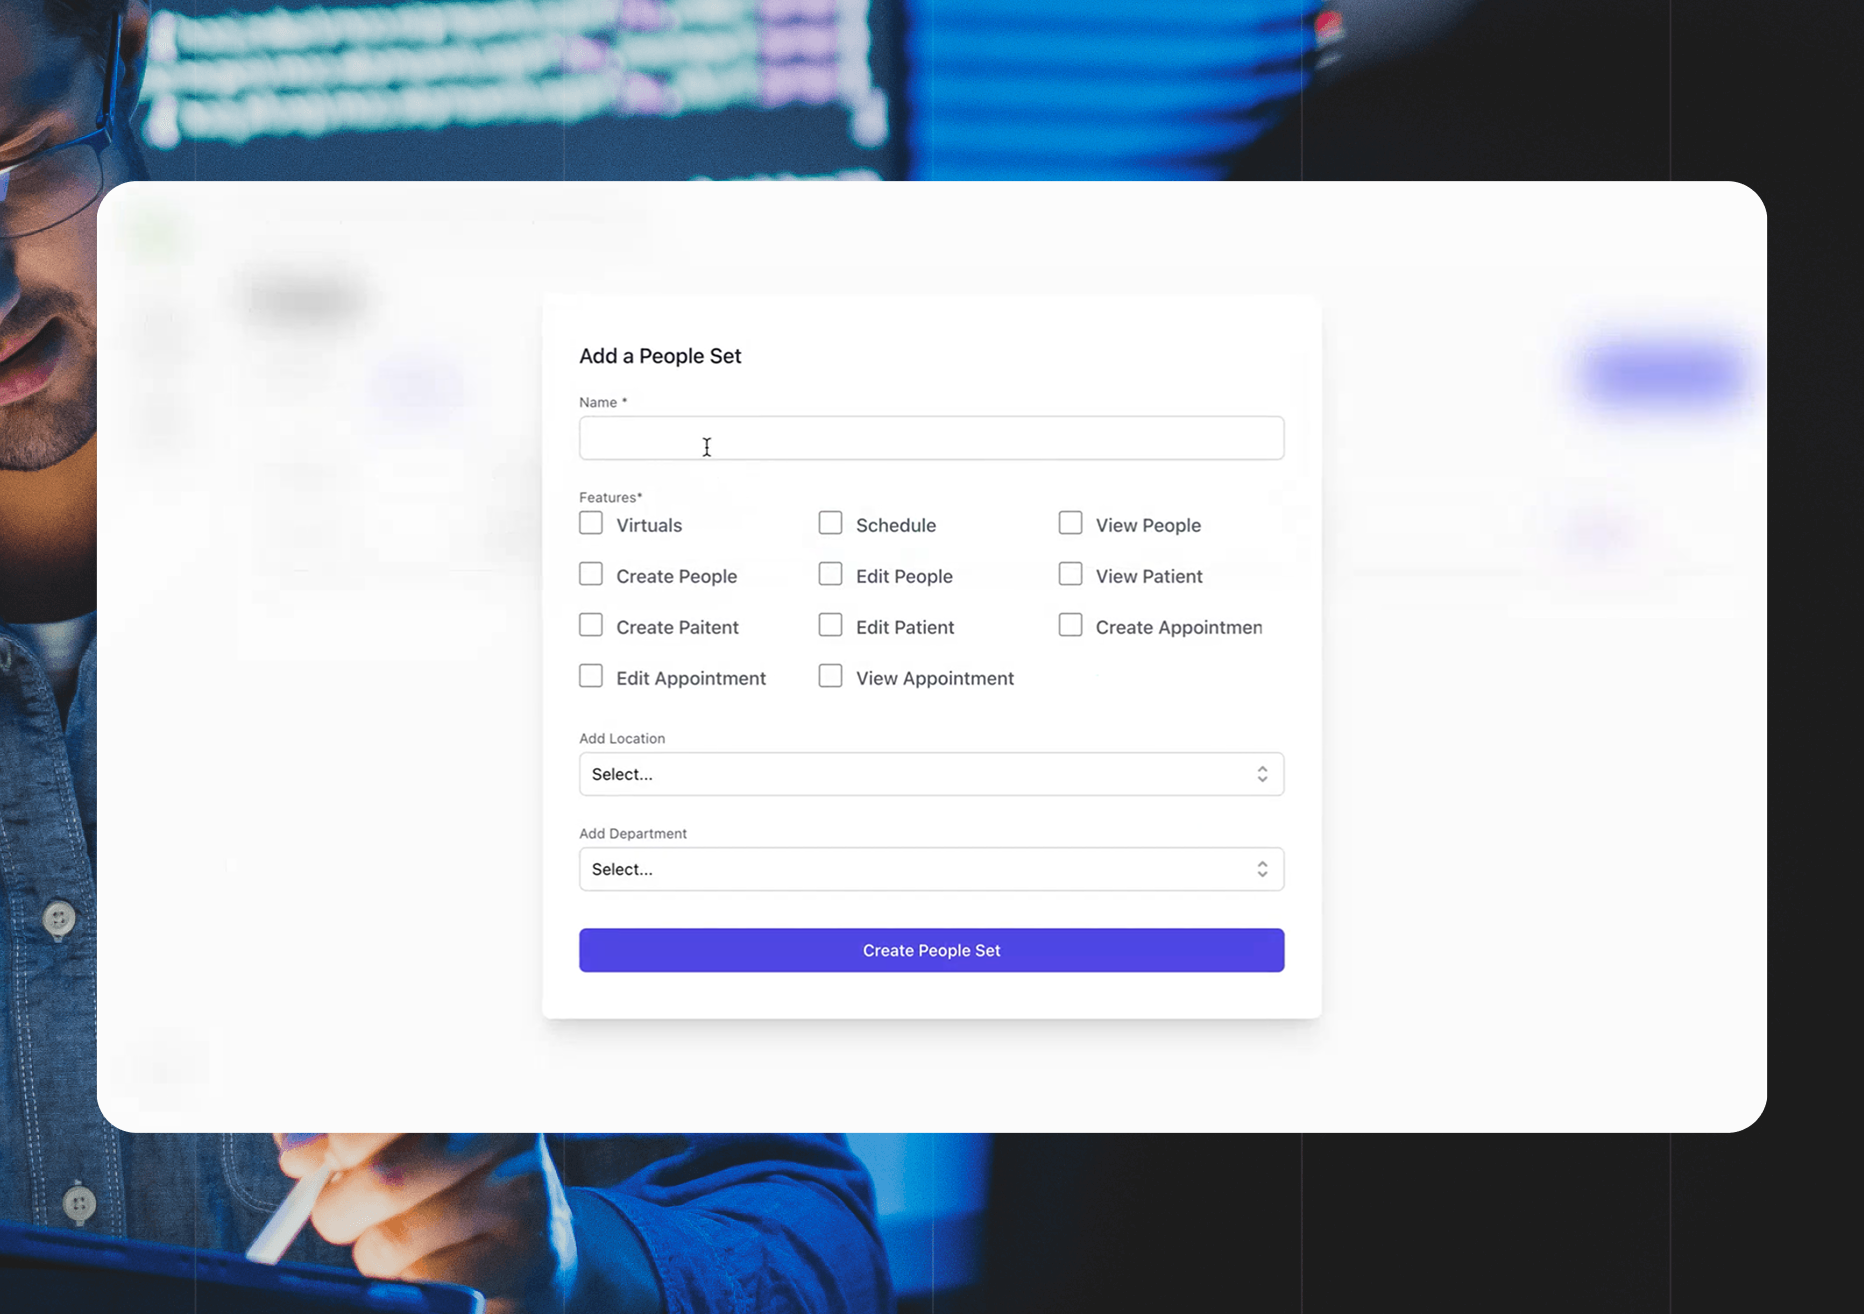 Add a People Set
Name *
Features*
Virtuals
Schedule
View People
Create People
Edit People
View Patient
Create Paitent
Edit Patient
Create Appointmen
Edit Appointment
View Appointment
Add Location
Select...
Add Department
Select...
Create People Set